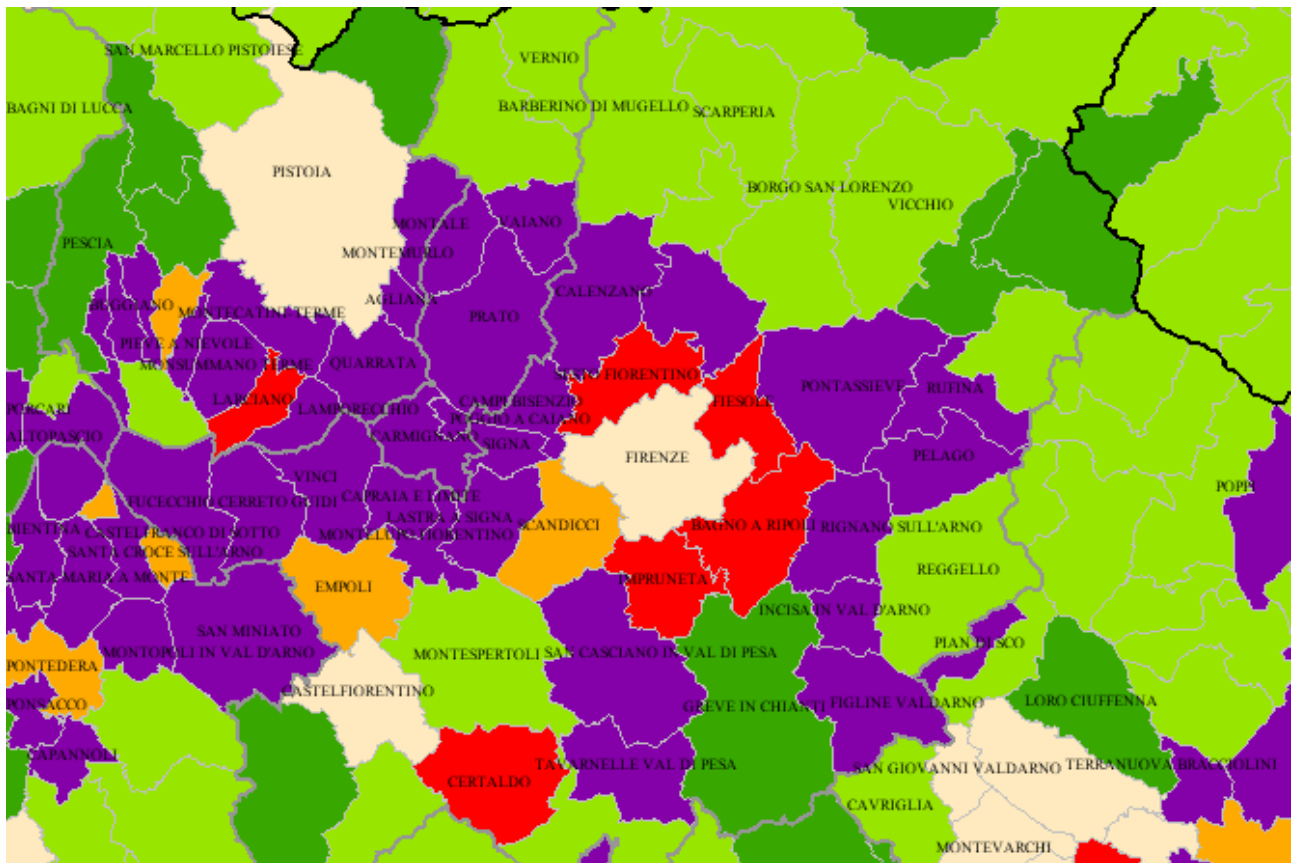 SAN MARCELLO PISTOIESE
VERNIO
BAGNI DI LUCCA
BARBERINO DI MUGELLO
SCARPERIA
PISTOIA
BORGO SAN LORENZO
VICCHIO
PESCIA
MONTALE
VAIANO
MONTEMURLO
CALENZANO
AGLIANA
BUGGIANO
MONTECATINI TERME
PRATO
PIEVE A NIEVOLE
MONSUMMANO TERME
QUARRATA
SESTO FIORENTINO
PONTASSIEVE
RUFINA
LARCIANO
LAMPORECCHIO
CAMPI BISENZIO
FIESOLE
PORCARI
POGGIO A CAIANO
ALTOPASCIO
CARMIGNANO
SIGNA
FIRENZE
PELAGO
VINCI
POPPI
FUCECCHIO
CERRETO GUIDI
CAPRAIA E LIMITE
LASTRA A SIGNA
BIENTINA
CASTELFRANCO DI SOTTO
MONTELUPO FIORENTINO
SCANDICCI
BAGNO A RIPOLI
RIGNANO SULL'ARNO
SANTA CROCE SULL'ARNO
SANTA MARIA A MONTE
EMPOLI
IMPRUNETA
REGGELLO
INCISA IN VAL D'ARNO
SAN MINIATO
PIAN DI SCO
MONTOPOLI IN VAL D'ARNO
MONTESPERTOLI
SAN CASCIANO IN VAL DI PESA
PONTEDERA
CASTELFIORENTINO
PONSACCO
GREVE IN CHIANTI
FIGLINE VALDARNO
LORO CIUFFENNA
CAPANNOLI
CERTALDO
TAVARNELLE VAL DI PESA
SAN GIOVANNI VALDARNO
TERRANUOVA BRACCIOLINI
CAVRIGLIA
MONTEVARCHI